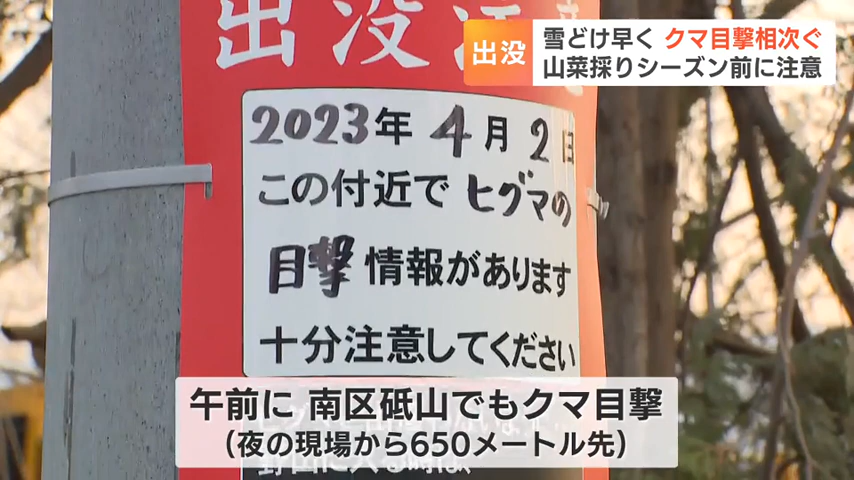 出没注意
出没
雪どけ早く クマ目撃相次ぐ
山菜採りシーズン前に注意
2023年 4月 2日
この付近で ヒグマの
目撃 情報があります
十分注意してください
午前に 南区砥山でもクマ目撃
（夜の現場から650メートル先）